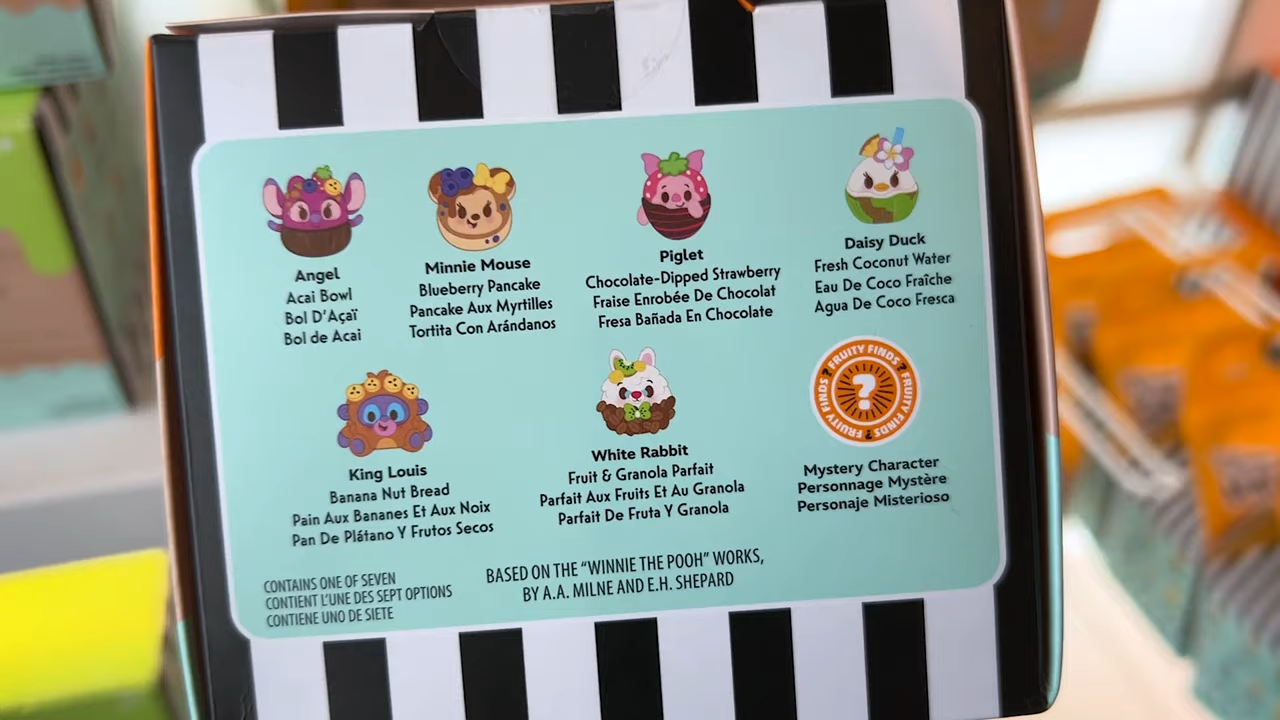 Angel
Acai Bowl
Bol D'Açaï
Bol de Acai
Minnie Mouse
Blueberry Pancake
Pancake Aux Myrtilles
Tortita Con Arándanos
Piglet
Chocolate-Dipped Strawberry
Fraise Enrobée De Chocolat
Fresa Bañada En Chocolate
Daisy Duck
Fresh Coconut Water
Eau De Coco Fraîche
Agua De Coco Fresca
King Louis
Banana Nut Bread
Pain Aux Bananes Et Aux Noix
Pan De Plátano Y Frutos Secos
White Rabbit
Fruit & Granola Parfait
Parfait Aux Fruits Et Au Granola
Parfait De Fruta Y Granola
FRUITY FINDS ? FRUITY FINDS ? FRUITY FINDS ?
?
Mystery Character
Personnage Mystère
Personaje Misterioso
CONTAINS ONE OF SEVEN
CONTIENT L'UNE DES SEPT OPTIONS
CONTIENE UNO DE SIETE
BASED ON THE "WINNIE THE POOH" WORKS,
BY A.A. MILNE AND E.H. SHEPARD